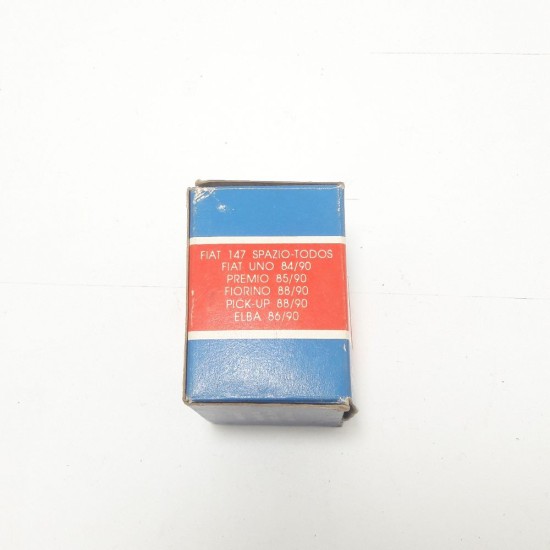 FIAT 147 SPAZIO-TODOS
FIAT UNO 84/90
PREMIO 85/90
FIORINO 88/90
PICK-UP 88/90
ELBA 86/90